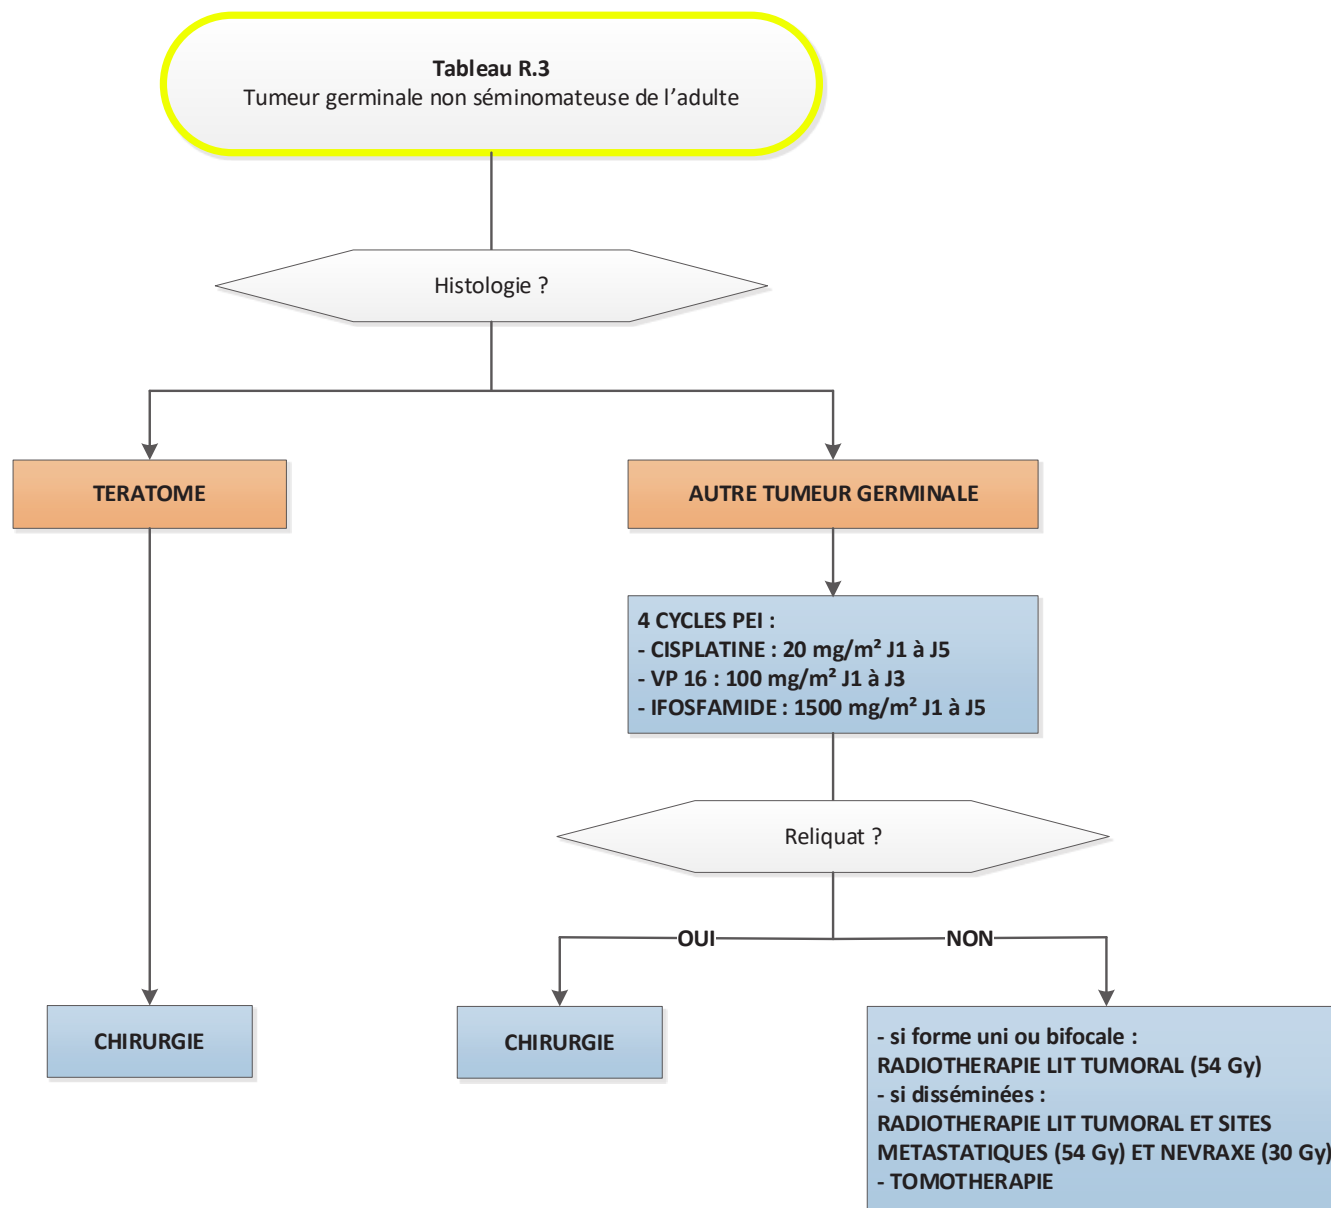 Tableau R.3
Tumeur germinale non séminomateuse de l’adulte
Histologie ?
TERATOME
AUTRE TUMEUR GERMINALE
4 CYCLES PEI :
- CISPLATINE : 20 mg/m² J1 à J5
- VP 16 : 100 mg/m² J1 à J3
- IFOSFAMIDE : 1500 mg/m² J1 à J5
Reliquat ?
OUI
NON
CHIRURGIE
CHIRURGIE
- si forme uni ou bifocale :
RADIOTHERAPIE LIT TUMORAL (54 Gy)
- si disséminées :
RADIOTHERAPIE LIT TUMORAL ET SITES
METASTATIQUES (54 Gy) ET NEVRAXE (30 Gy)
- TOMOTHERAPIE